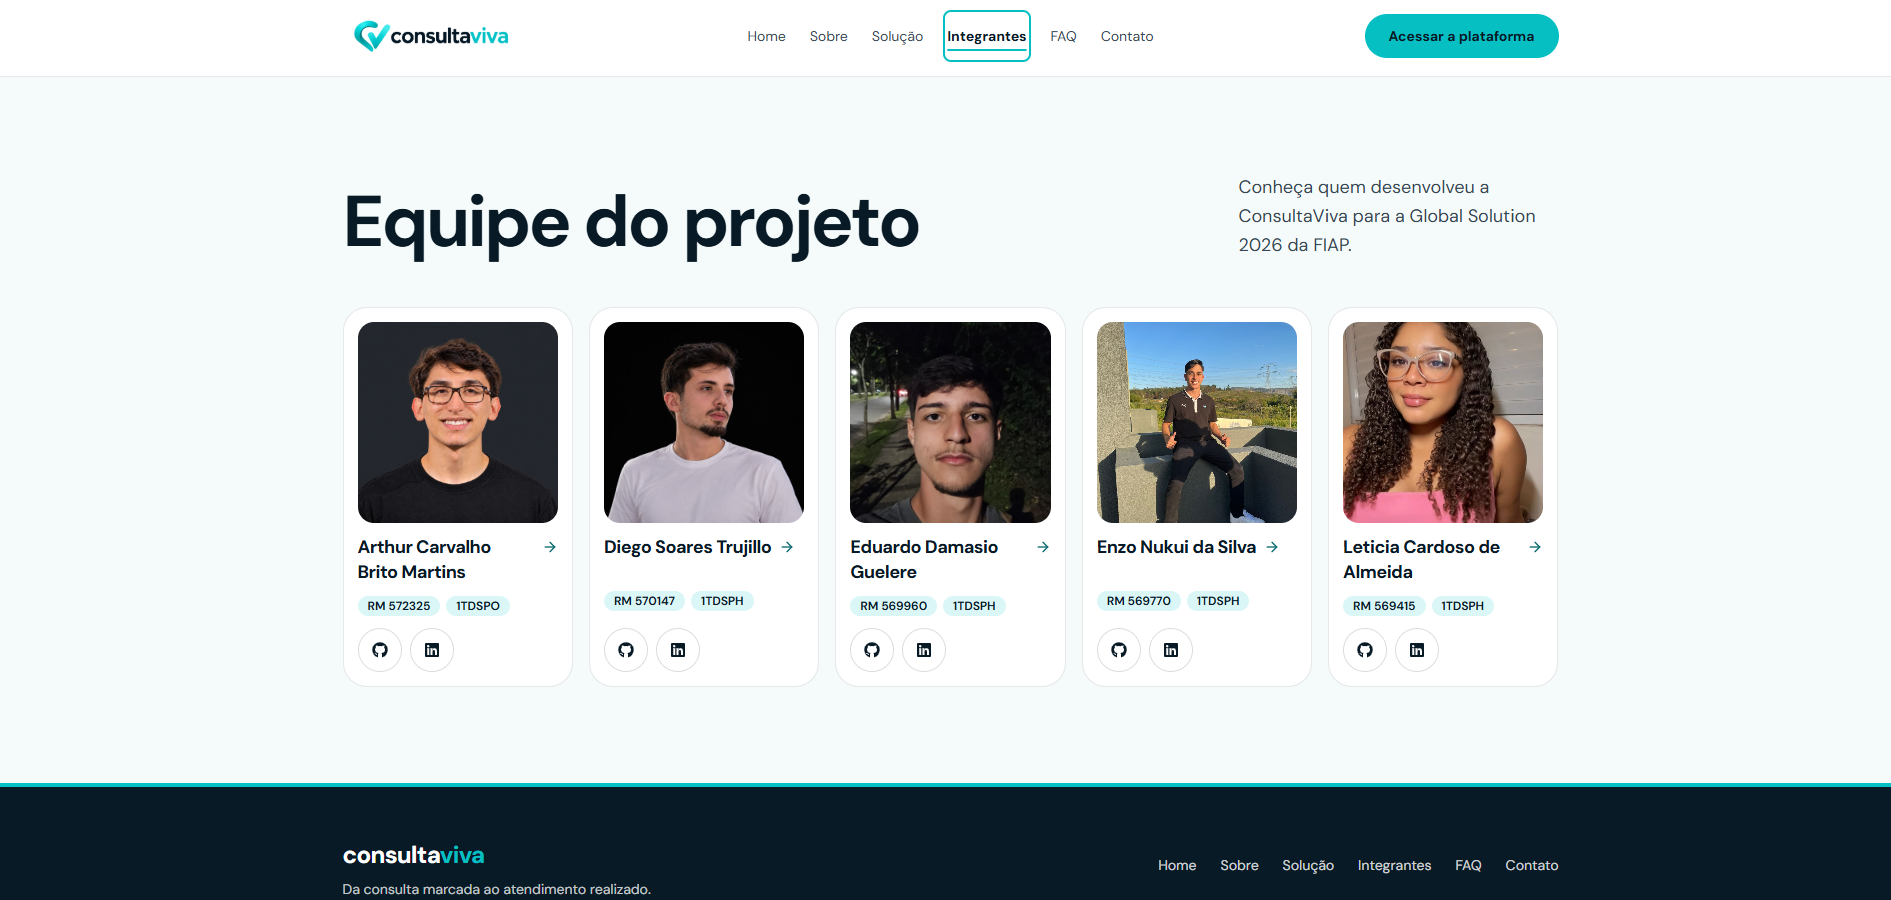 consultaviva
Home
Sobre
Solução
Integrantes
FAQ
Contato
Acessar a plataforma
Equipe do projeto
Conheça quem desenvolveu a
ConsultaViva para a Global Solution
2026 da FIAP.
Arthur Carvalho
Brito Martins
RM 572325
1TDSPO
Diego Soares Trujillo
RM 570147
1TDSPH
Eduardo Damasio
Guelere
RM 569960
1TDSPH
Enzo Nukui da Silva
RM 569770
1TDSPH
Leticia Cardoso de
Almeida
RM 569415
1TDSPH
consultaviva
Da consulta marcada ao atendimento realizado.
Home
Sobre
Solução
Integrantes
FAQ
Contato